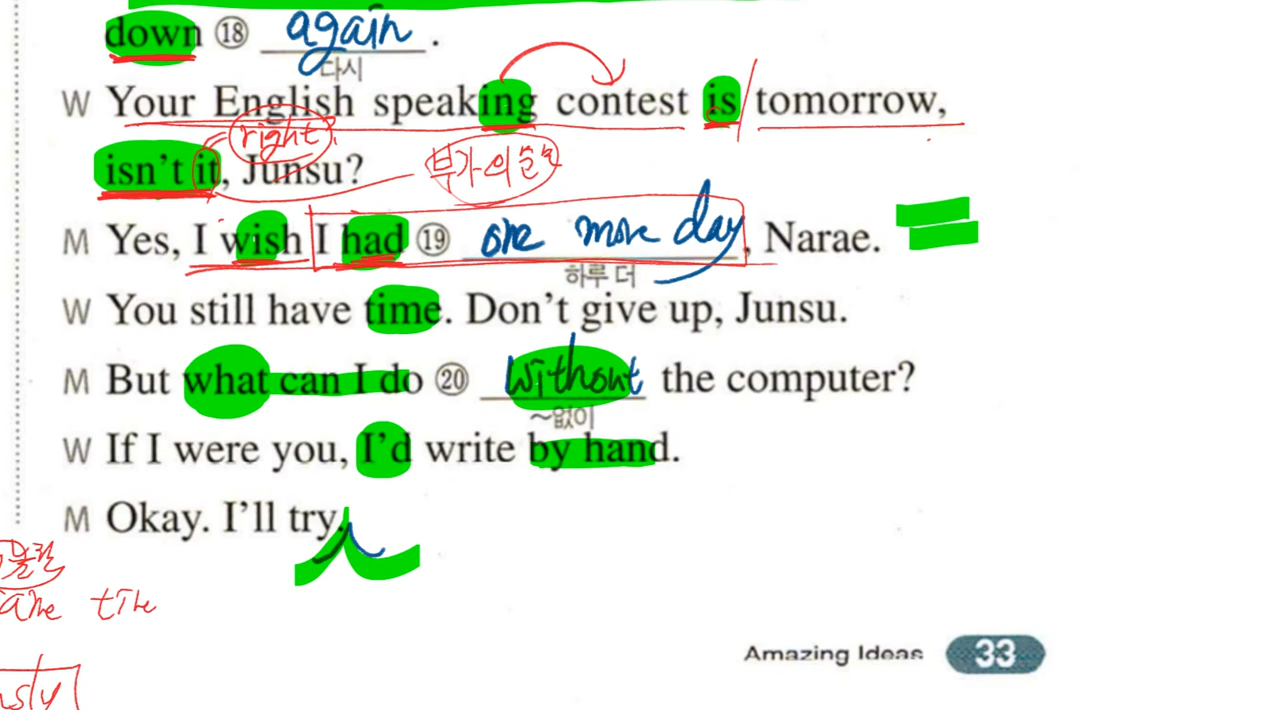 down ⑱ again .
다시
W Your English speaking contest is / tomorrow,
right?
isn't it, Junsu?
부가의문문
M Yes, I wish I had ⑲ one more day, Narae.
하루 더
W You still have time. Don't give up, Junsu.
M But what can I do ⑳ without the computer?
~없이
W If I were you, I'd write by hand.
M Okay. I'll try.
time
Amazing Ideas 33